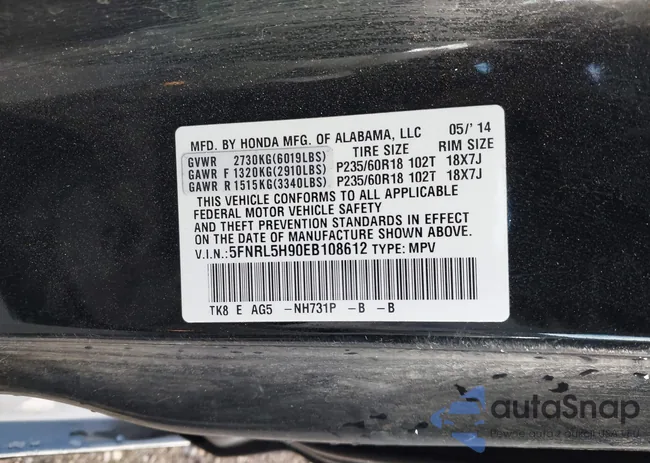 MFD. BY HONDA MFG. OF ALABAMA, LLC 05/'14
TIRE SIZE RIM SIZE
GVWR 2730KG(6019LBS)
GAWR F 1320KG(2910LBS) P235/60R18 102T 18X7J
GAWR R 1515KG(3340LBS) P235/60R18 102T 18X7J
THIS VEHICLE CONFORMS TO ALL APPLICABLE
FEDERAL MOTOR VEHICLE SAFETY
AND THEFT PREVENTION STANDARDS IN EFFECT
ON THE DATE OF MANUFACTURE SHOWN ABOVE.
V.I.N.: 5FNRL5H90EB108612 TYPE: MPV
TK8 E AG5 -NH731P -B -B
autoSnap